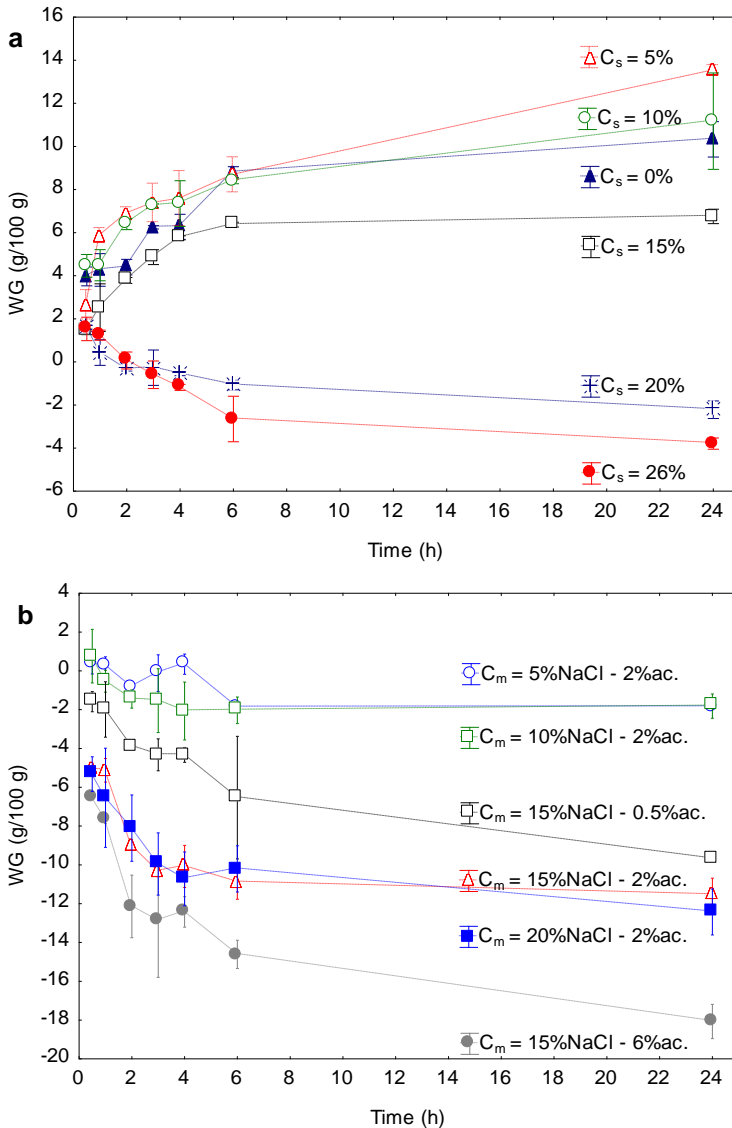 a
16
14
12
10
8
6
4
2
0
-2
-4
-6
WG (g/100 g)
Cₛ = 5%
Cₛ = 10%
Cₛ = 0%
Cₛ = 15%
Cₛ = 20%
Cₛ = 26%
0 2 4 6 8 10 12 14 16 18 20 22 24
Time (h)
b
4
2
0
-2
-4
-6
-8
-10
-12
-14
-16
-18
-20
WG (g/100 g)
Cₘ = 5%NaCl - 2%ac.
Cₘ = 10%NaCl - 2%ac.
Cₘ = 15%NaCl - 0.5%ac.
Cₘ = 15%NaCl - 2%ac.
Cₘ = 20%NaCl - 2%ac.
Cₘ = 15%NaCl - 6%ac.
0 2 4 6 8 10 12 14 16 18 20 22 24
Time (h)